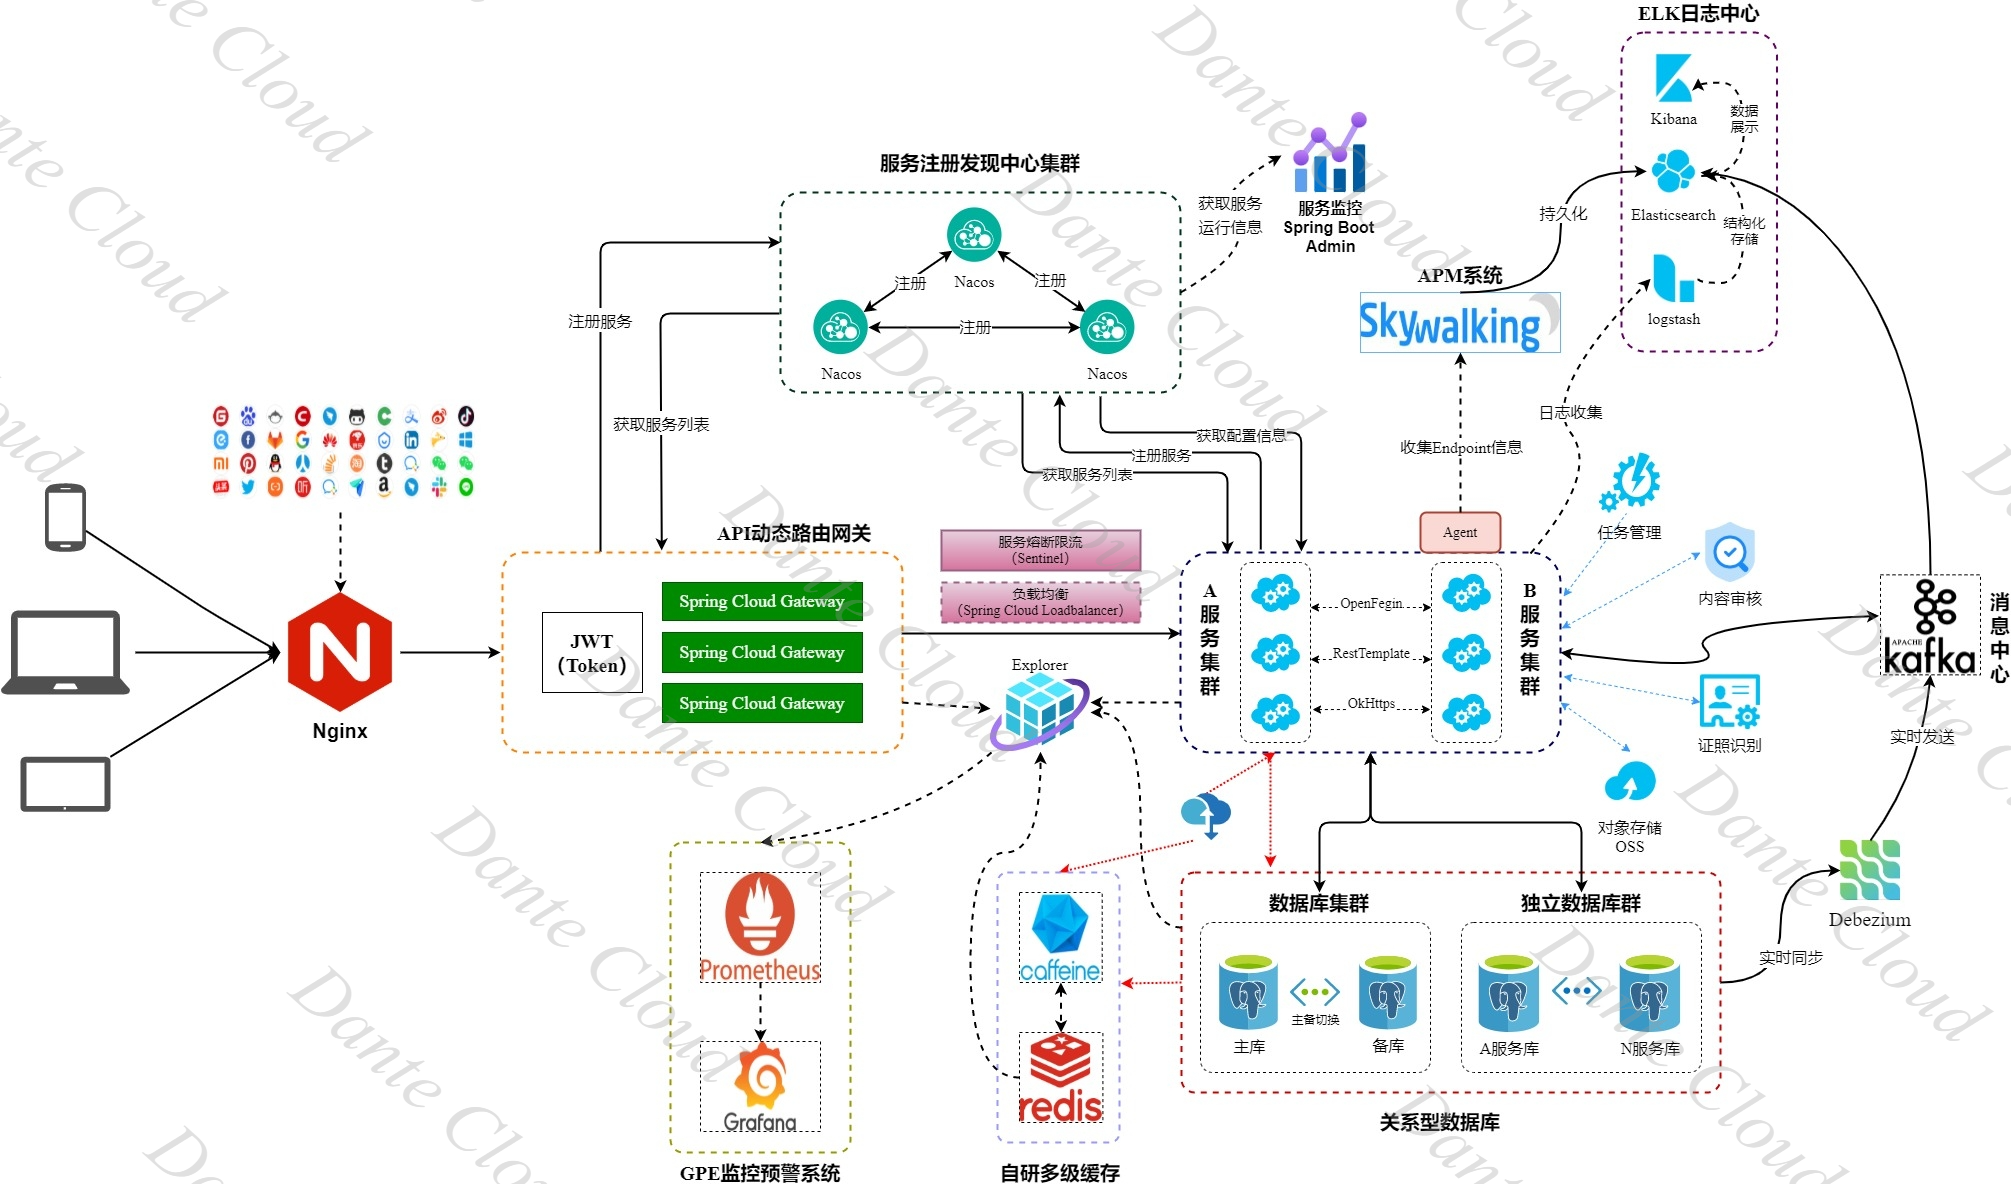 ELK日志中心
Kibana
数据
展示
Elasticsearch
结构化
存储
logstash
服务注册发现中心集群
Nacos
注册
注册
注册
Nacos
Nacos
获取服务
运行信息
服务监控
Spring Boot
Admin
持久化
APM系统
Skywalking
注册服务
获取服务列表
获取配置信息
注册服务
获取服务列表
收集Endpoint信息
日志收集
Agent
任务管理
内容审核
证照识别
对象存储
OSS
消息中心
APACHE
kafka
实时发送
Debezium
实时同步
Nginx
API动态路由网关
JWT
（Token）
Spring Cloud Gateway
Spring Cloud Gateway
Spring Cloud Gateway
服务熔断限流
（Sentinel）
负载均衡
（Spring Cloud Loadbalancer）
Explorer
A服务集群
OpenFegin
RestTemplate
OkHttps
B服务集群
Prometheus
Grafana
GPE监控预警系统
caffeine
redis
自研多级缓存
数据库集群
主备切换
主库
备库
独立数据库群
A服务库
N服务库
关系型数据库
Dante Cloud